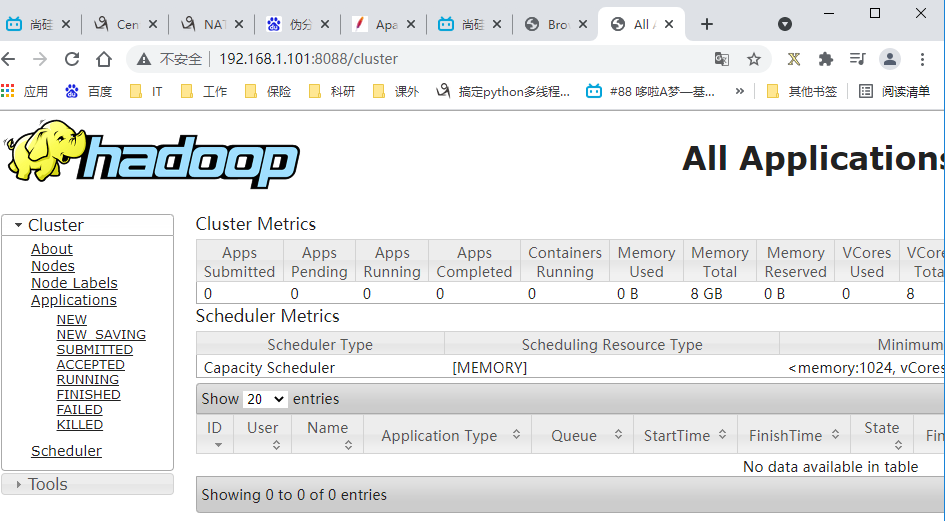 尚硅 Cen NAT 伪分 Apa 尚硅 Bro All A
不安全 192.168.1.101:8088/cluster
应用 百度 IT 工作 保险 科研 课外 搞定python多线程... #88 哆啦A梦—基... » 其他书签 阅读清单
hadoop
All Applications
Cluster
About
Nodes
Node Labels
Applications
NEW
NEW_SAVING
SUBMITTED
ACCEPTED
RUNNING
FINISHED
FAILED
KILLED
Scheduler
Tools
Cluster Metrics
Apps Submitted Apps Pending Apps Running Apps Completed Containers Running Memory Used Memory Total Memory Reserved VCores Used VCore Tota
0 0 0 0 0 0 B 8 GB 0 B 0 8
Scheduler Metrics
Scheduler Type Scheduling Resource Type Minimum
Capacity Scheduler [MEMORY] <memory:1024, vCores
Show 20 entries
ID User Name Application Type Queue StartTime FinishTime State Fin
No data available in table
Showing 0 to 0 of 0 entries